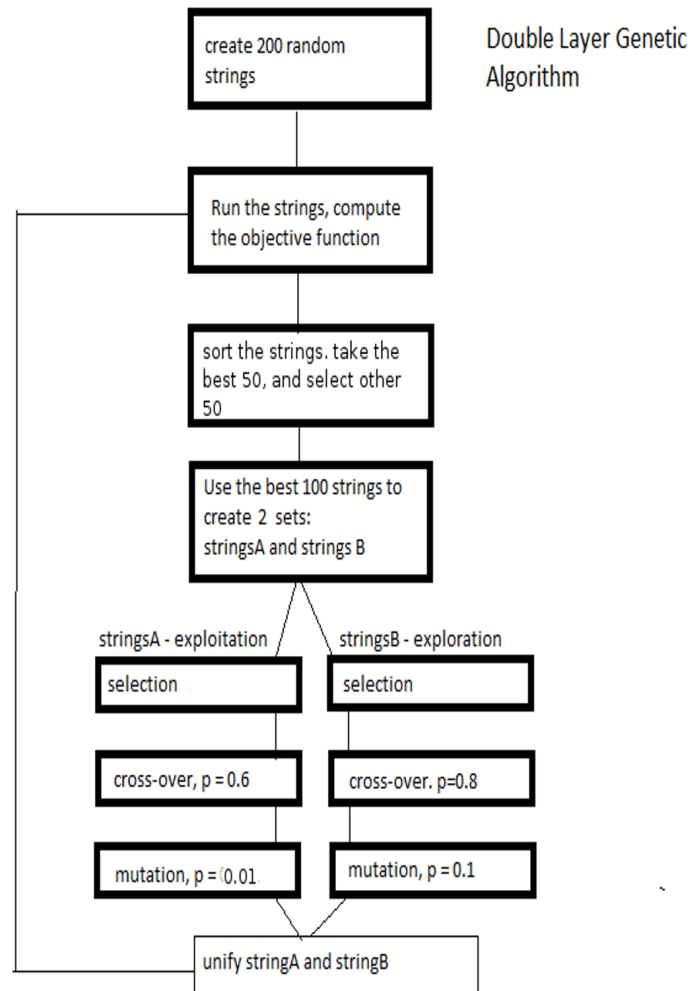 Double Layer Genetic
Algorithm
create 200 random
strings
Run the strings, compute
the objective function
sort the strings. take the
best 50, and select other
50
Use the best 100 strings to
create 2 sets:
stringsA and strings B
stringsA - exploitation
stringsB - exploration
selection
selection
cross-over, p = 0.6
cross-over. p=0.8
mutation, p = (0.01
mutation, p = 0.1
unify stringA and stringB